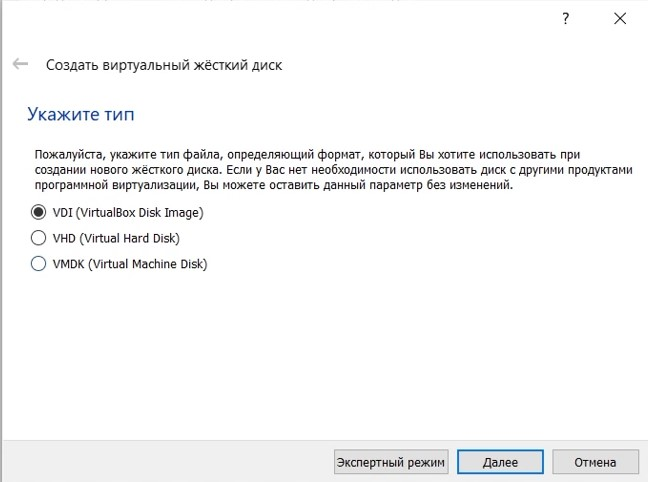 ?
Создать виртуальный жёсткий диск
Укажите тип
Пожалуйста, укажите тип файла, определяющий формат, который Вы хотите использовать при
создании нового жёсткого диска. Если у Вас нет необходимости использовать диск с другими продуктами
программной виртуализации, Вы можете оставить данный параметр без изменений.
VDI (VirtualBox Disk Image)
VHD (Virtual Hard Disk)
VMDK (Virtual Machine Disk)
Экспертный режим Далее Отмена